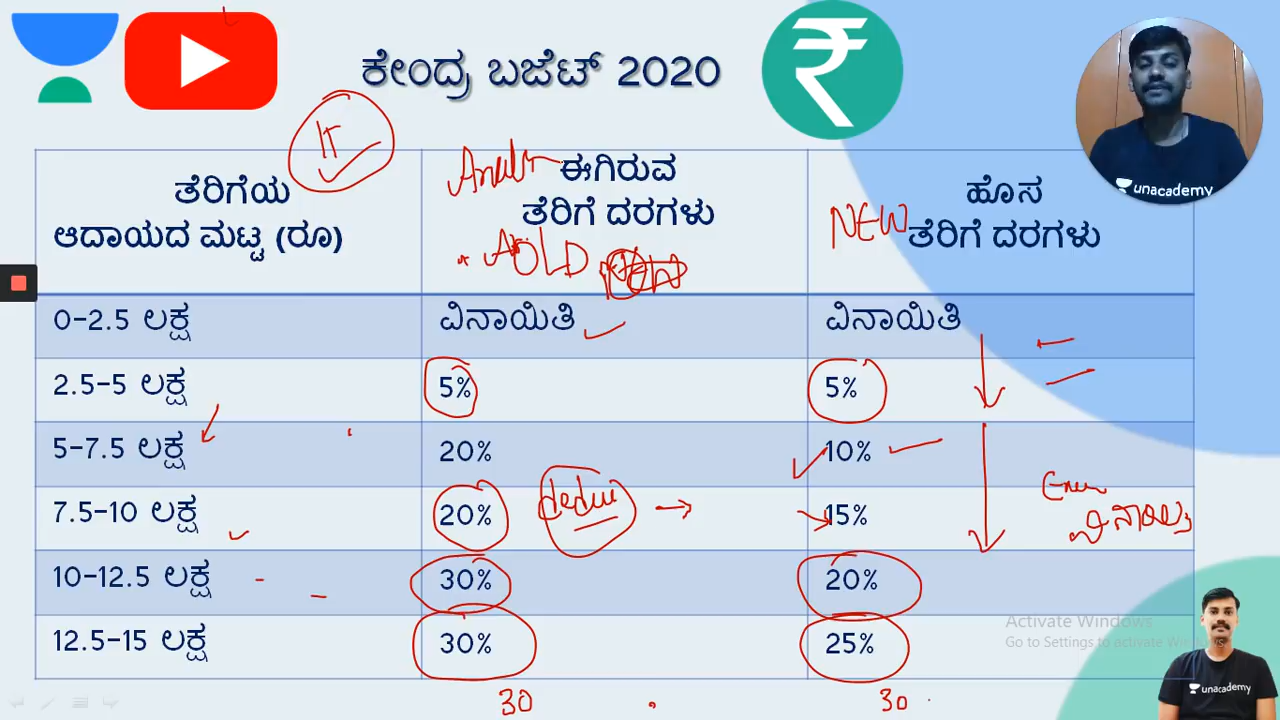 ಕೇಂದ್ರ ಬಜೆಟ್ 2020
unacademy
IT
ತೆರಿಗೆಯ
ಆದಾಯದ ಮಟ್ಟ (ರೂ)
ಈಗಿರುವ
ತೆರಿಗೆ ದರಗಳು
OLD
NEW
ಹೊಸ
ತೆರಿಗೆ ದರಗಳು
0-2.5 ಲಕ್ಷ ವಿನಾಯಿತಿ ವಿನಾಯಿತಿ
2.5-5 ಲಕ್ಷ 5% 5%
5-7.5 ಲಕ್ಷ 20% 10%
7.5-10 ಲಕ್ಷ 20% 15%
10-12.5 ಲಕ್ಷ 30% 20%
12.5-15 ಲಕ್ಷ 30% 25%
30 30
Activate Windows
Go to Settings to activate Windows.
unacademy